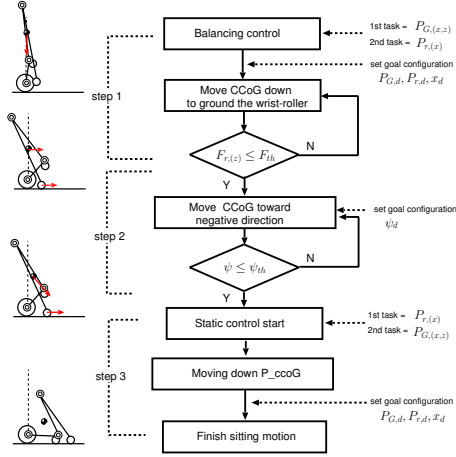 Balancing control
1st task = P_{G,(x,z)}
2nd task = P_{r,(x)}
set goal configuration
P_{G,d}, P_{r,d}, x_d
step 1
Move CCoG down
to ground the wrist-roller
F_{r,(z)} ≤ F_{th}
N
Y
Move CCoG toward
negative direction
set goal configuration
ψ_d
step 2
ψ ≤ ψ_{th}
N
Y
Static control start
1st task = P_{r,(x)}
2nd task = P_{G,(x,z)}
step 3
Moving down P_ccoG
set goal configuration
P_{G,d}, P_{r,d}, x_d
Finish sitting motion